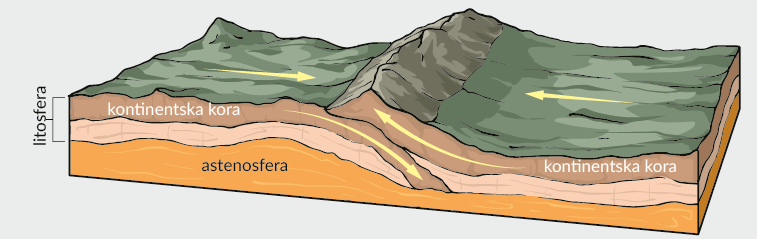 litosfera
kontinentska kora
astenosfera
kontinentska kora